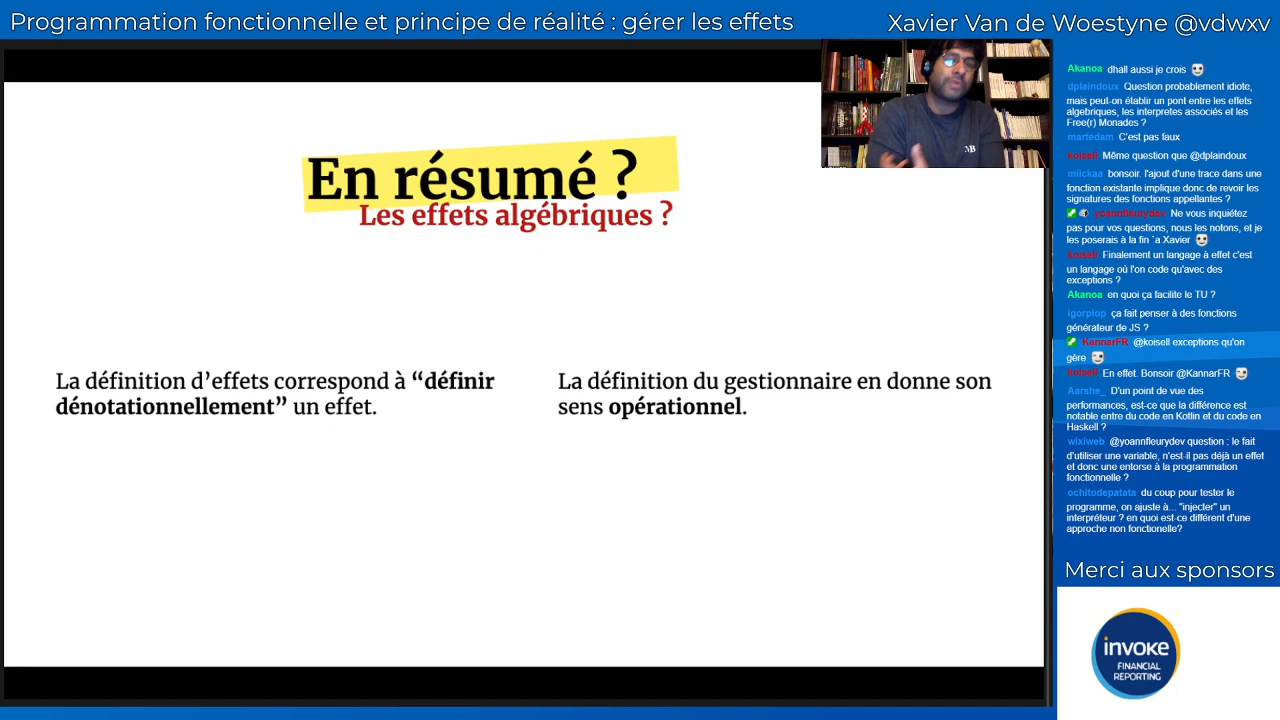 Programmation fonctionnelle et principe de réalité : gérer les effets
Xavier Van de Woestyne @vdwxv
En résumé ?
Les effets algébriques ?
La définition d'effets correspond à “définir
dénotationnellement” un effet.
La définition du gestionnaire en donne son
sens opérationnel.
MB
Akanoa dhall aussi je crois
dplaindoux Question probablement idiote,
mais peut-on établir un pont entre les effets
algebriques, les interpretes associés et les
Free(r) Monades ?
martedam C'est pas faux
koisell Même question que @dplaindoux
miickaa bonsoir. l'ajout d'une trace dans une
fonction existante implique donc de revoir les
signatures des fonctions appellantes ?
yoannfleurydev Ne vous inquiétez
pas pour vos questions, nous les notons, et je
les poserais à la fin ¨a Xavier
koisell Finalement un langage à effet c'est
un langage où l'on code qu'avec des
exceptions ?
Akanoa en quoi ça facilite le TU ?
igorplop ça fait penser à des fonctions
générateur de JS ?
KannarFR @koisell exceptions qu'on
gère
koisell En effet. Bonsoir @KannarFR
Aarshe_ D'un point de vue des
performances, est-ce que la différence est
notable entre du code en Kotlin et du code en
Haskell ?
wixiweb @yoannfleurydev question : le fait
d'utiliser une variable, n'est-il pas déjà un effet
et donc une entorse à la programmation
fonctionnelle ?
ochitodepatata du coup pour tester le
programme, on ajuste à... "injecter" un
interpréteur ? en quoi est-ce différent d'une
approche non fonctionelle?
Merci aux sponsors
invoke
FINANCIAL
REPORTING